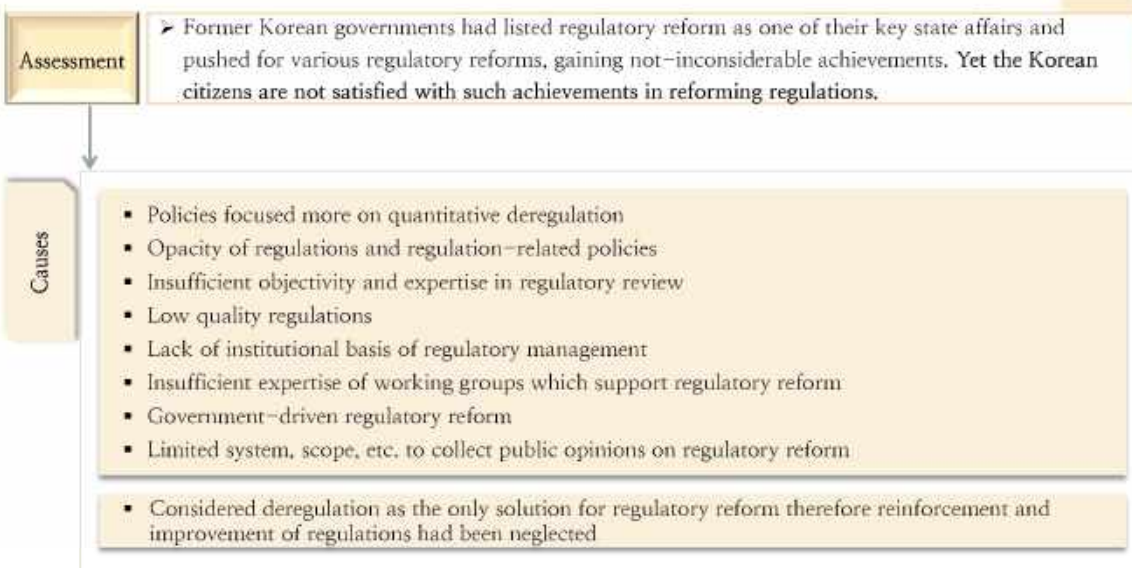 Assessment
➢ Former Korean governments had listed regulatory reform as one of their key state affairs and
pushed for various regulatory reforms, gaining not-inconsiderable achievements. Yet the Korean
citizens are not satisfied with such achievements in reforming regulations.
Causes
▪ Policies focused more on quantitative deregulation
▪ Opacity of regulations and regulation-related policies
▪ Insufficient objectivity and expertise in regulatory review
▪ Low quality regulations
▪ Lack of institutional basis of regulatory management
▪ Insufficient expertise of working groups which support regulatory reform
▪ Government-driven regulatory reform
▪ Limited system, scope, etc. to collect public opinions on regulatory reform
▪ Considered deregulation as the only solution for regulatory reform therefore reinforcement and
improvement of regulations had been neglected